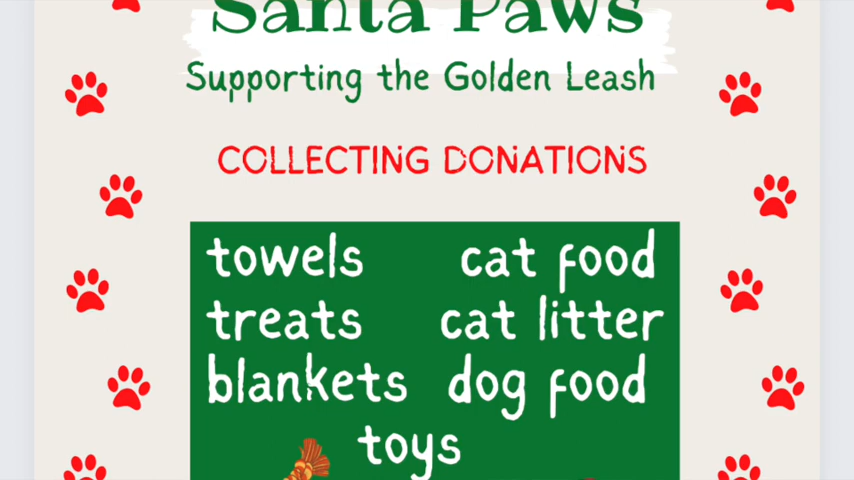 Santa Paws
Supporting the Golden Leash
COLLECTING DONATIONS
towels cat food
treats cat litter
blankets dog food
toys